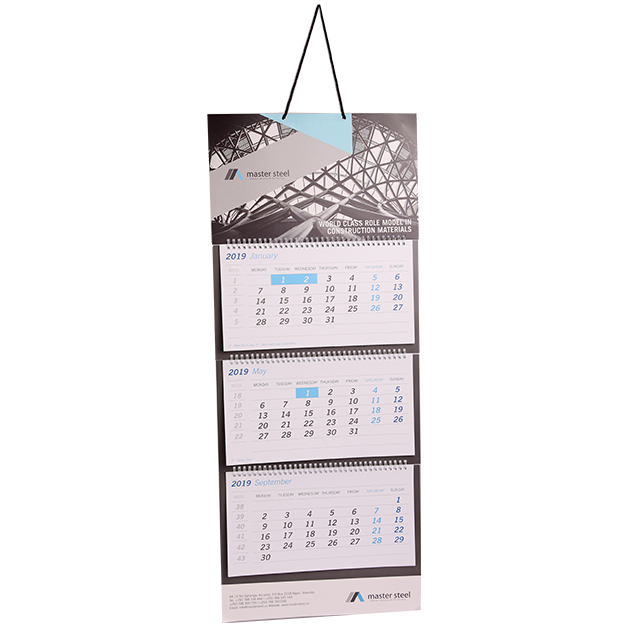 master steel
WORLD CLASS ROLE MODEL IN
CONSTRUCTION MATERIALS
2019 January
MONDAY TUESDAY WEDNESDAY THURSDAY FRIDAY SATURDAY SUNDAY
1 1 2 3 4 5 6
2 7 8 9 10 11 12 13
3 14 15 16 17 18 19 20
4 21 22 23 24 25 26 27
5 28 29 30 31
2019 May
MONDAY TUESDAY WEDNESDAY THURSDAY FRIDAY SATURDAY SUNDAY
18 1 2 3 4 5
19 6 7 8 9 10 11 12
20 13 14 15 16 17 18 19
21 20 21 22 23 24 25 26
22 27 28 29 30 31
2019 September
MONDAY TUESDAY WEDNESDAY THURSDAY FRIDAY SATURDAY SUNDAY
38 1
39 2 3 4 5 6 7 8
40 9 10 11 12 13 14 15
41 16 17 18 19 20 21 22
42 23 24 25 26 27 28 29
43 30
master steel